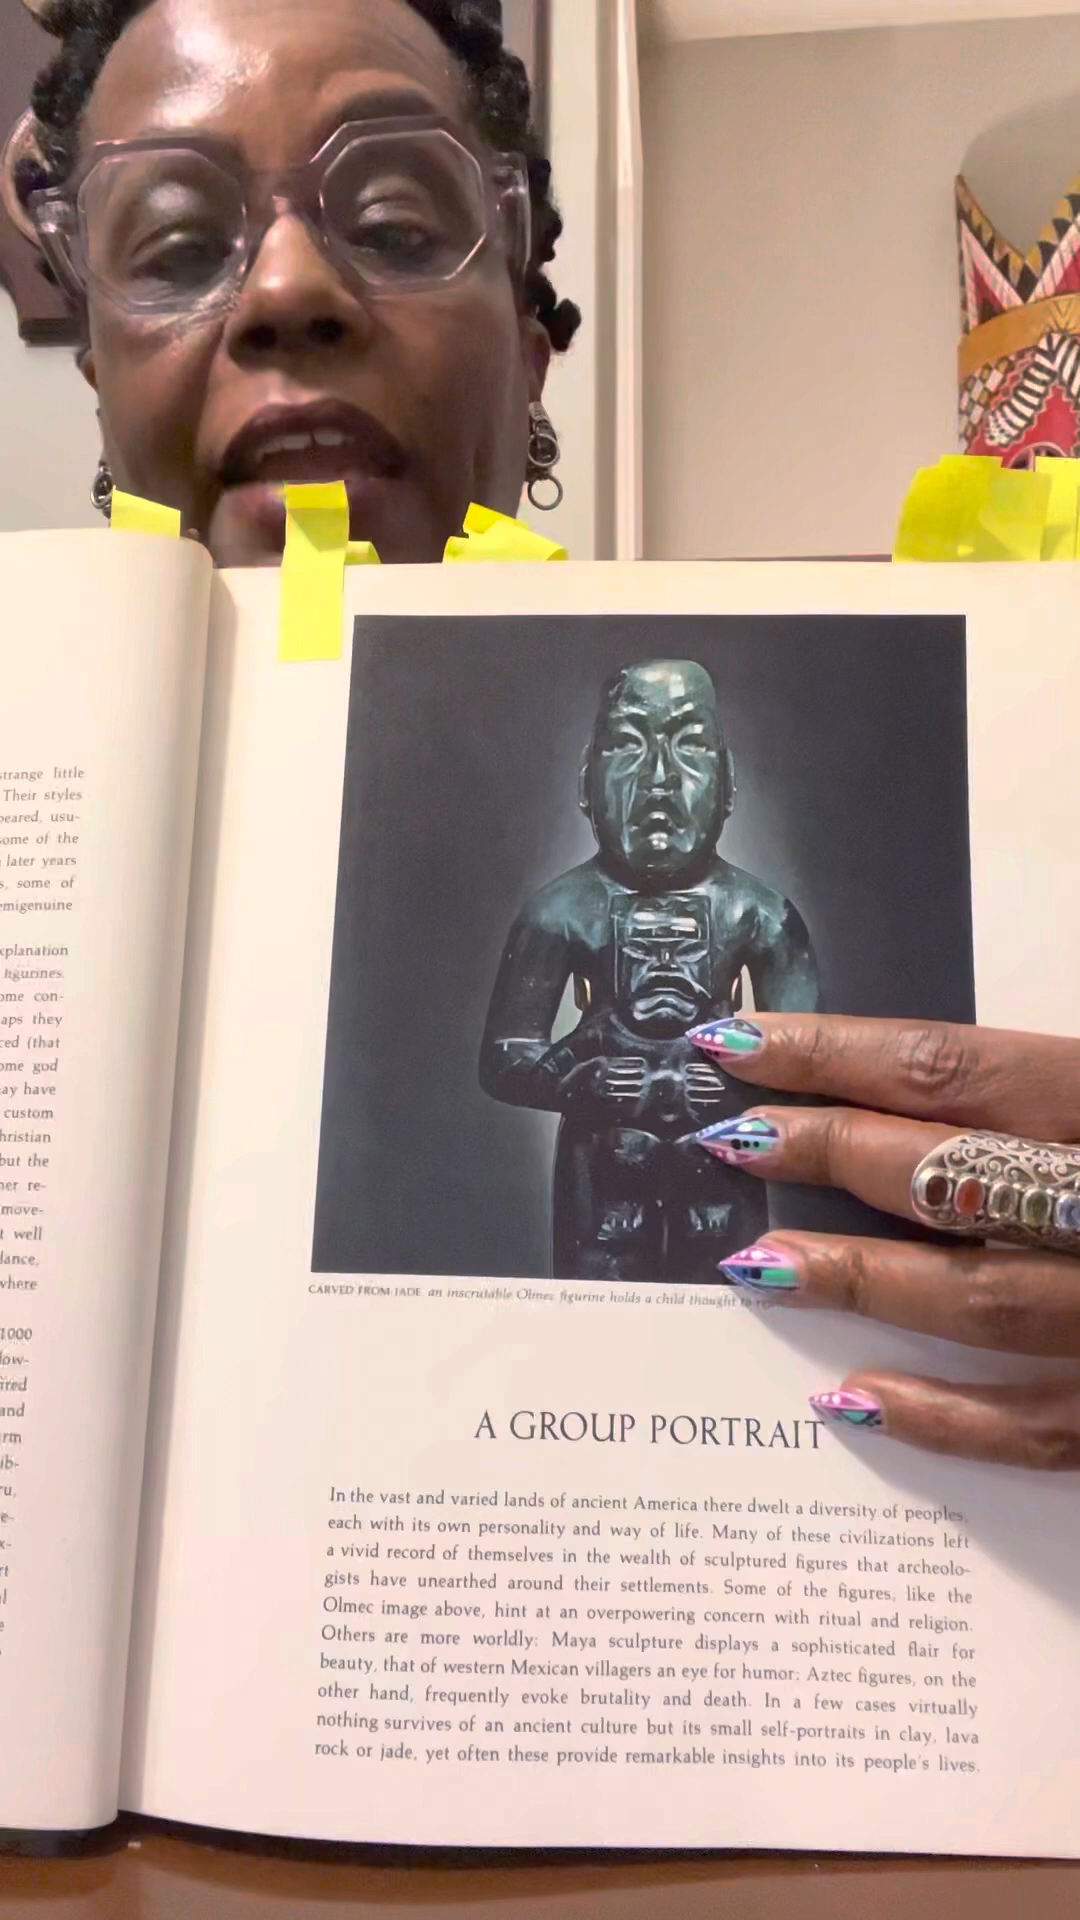 strange little
Their styles
peared, usu-
some of the
later years
s, some of
emigenuine
xplanation
figurines.
ome con-
aps they
ced (that
ome god
ay have
custom
hristian
but the
her re-
move-
t well
lance,
where
1000
low-
ired
and
rm
ib-
ru,
e-
x-
rt
l
e
CARVED FROM JADE an inscrutable Olmec figurine holds a child thought to
A GROUP PORTRAIT
In the vast and varied lands of ancient America there dwelt a diversity of peoples,
each with its own personality and way of life. Many of these civilizations left
a vivid record of themselves in the wealth of sculptured figures that archeolo-
gists have unearthed around their settlements. Some of the figures, like the
Olmec image above, hint at an overpowering concern with ritual and religion.
Others are more worldly: Maya sculpture displays a sophisticated flair for
beauty, that of western Mexican villagers an eye for humor; Aztec figures, on the
other hand, frequently evoke brutality and death. In a few cases virtually
nothing survives of an ancient culture but its small self-portraits in clay, lava
rock or jade, yet often these provide remarkable insights into its people's lives.